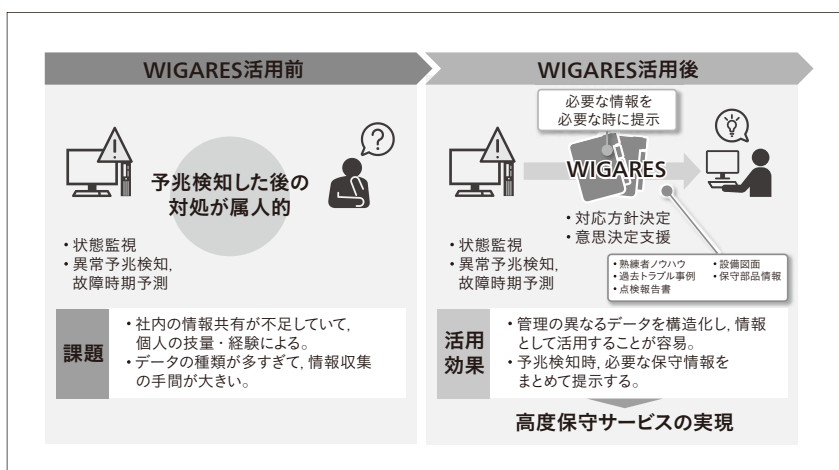 WIGARES活用前
予兆検知した後の
対処が属人的
?
・状態監視
・異常予兆検知,
故障時期予測
課題
・社内の情報共有が不足していて,
個人の技量・経験による。
・データの種類が多すぎて, 情報収集
の手間が大きい。
WIGARES活用後
必要な情報を
必要な時に提示
WIGARES
・対応方針決定
・意思決定支援
・状態監視
・異常予兆検知,
故障時期予測
・熟練者ノウハウ ・設備図面
・過去トラブル事例 ・保守部品情報
・点検報告書
活用
効果
・管理の異なるデータを構造化し, 情報
として活用することが容易。
・予兆検知時, 必要な保守情報を
まとめて提示する。
高度保守サービスの実現